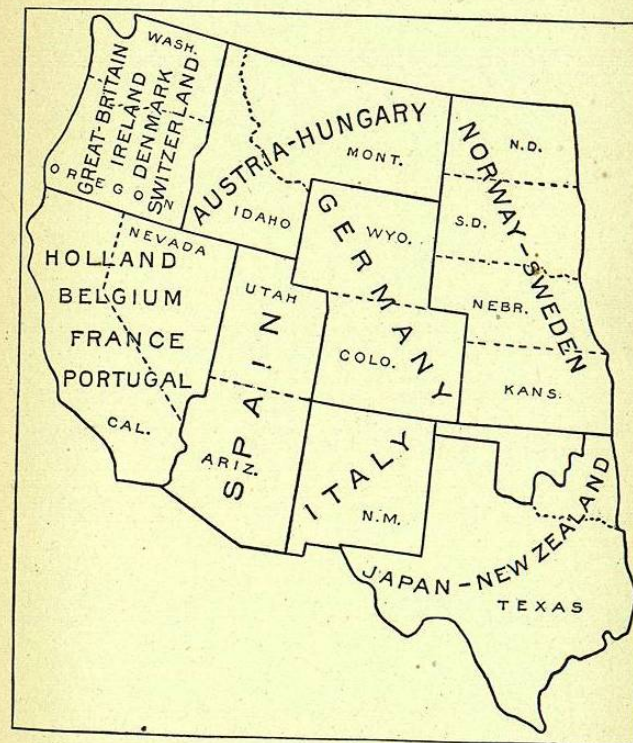 WASH.
GREAT-BRITAIN
IRELAND
DENMARK
SWITZERLAND
OREGON
AUSTRIA-HUNGARY
MONT.
IDAHO
NORWAY-SWEDEN
N.D.
S.D.
NEBR.
KANS.
GERMANY
WYO.
COLO.
NEVADA
HOLLAND
BELGIUM
FRANCE
PORTUGAL
CAL.
UTAH
SPAIN
ARIZ.
ITALY
N.M.
JAPAN-NEW ZEALAND
TEXAS